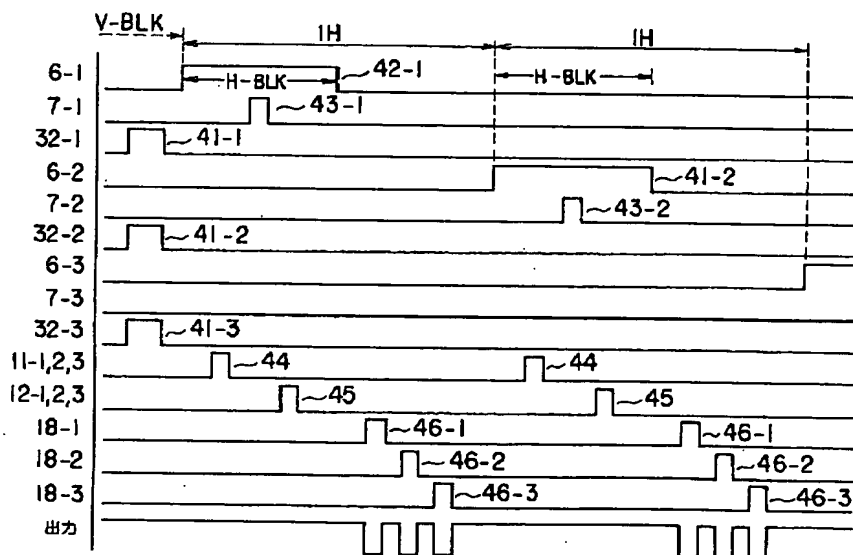 V-BLK
1H 1H
6-1 H-BLK 42-1 H-BLK
7-1 43-1
32-1 41-1
6-2 41-2
7-2 43-2
32-2 41-2
6-3
7-3
32-3 41-3
11-1,2,3 44 44
12-1,2,3 45 45
18-1 46-1 46-1
18-2 46-2 46-2
18-3 46-3 46-3
出力